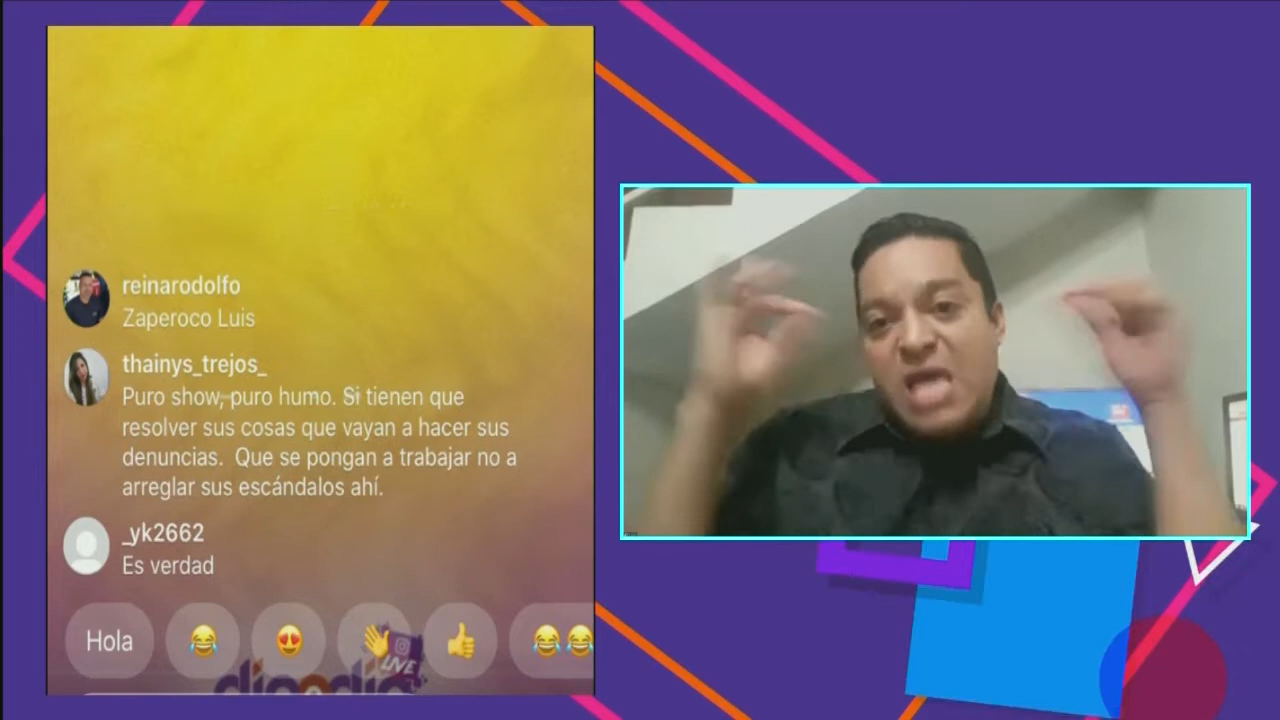 reinarodolfo
Zaperoco Luis
thainys_trejos_
Puro show, puro humo. Si tienen que
resolver sus cosas que vayan a hacer sus
denuncias.  Que se pongan a trabajar no a
arreglar sus escándalos ahí.
_yk2662
Es verdad
Hola
LIVE